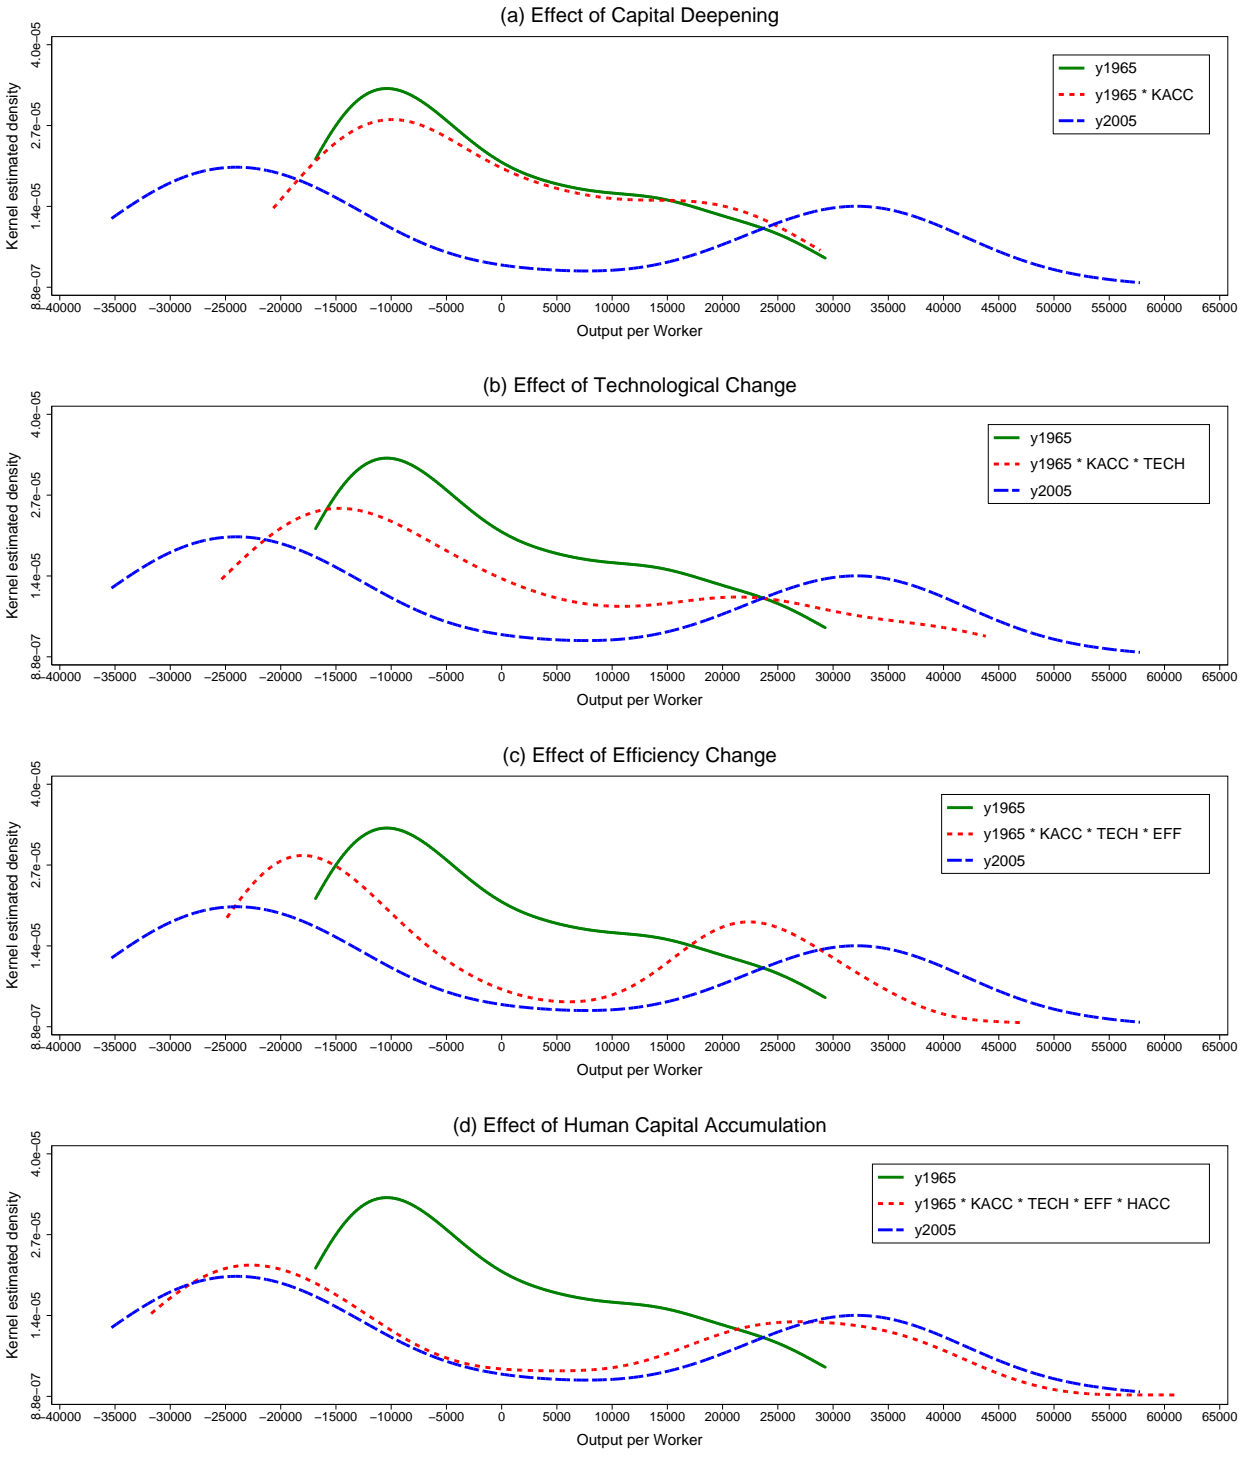 (a) Effect of Capital Deepening
Kernel estimated density
4.0e−05
2.7e−05
1.4e−05
8.8e−07
y1965
y1965 * KACC
y2005
−40000 −35000 −30000 −25000 −20000 −15000 −10000 −5000 0 5000 10000 15000 20000 25000 30000 35000 40000 45000 50000 55000 60000 65000
Output per Worker
(b) Effect of Technological Change
Kernel estimated density
4.0e−05
2.7e−05
1.4e−05
8.8e−07
y1965
y1965 * KACC * TECH
y2005
−40000 −35000 −30000 −25000 −20000 −15000 −10000 −5000 0 5000 10000 15000 20000 25000 30000 35000 40000 45000 50000 55000 60000 65000
Output per Worker
(c) Effect of Efficiency Change
Kernel estimated density
4.0e−05
2.7e−05
1.4e−05
8.8e−07
y1965
y1965 * KACC * TECH * EFF
y2005
−40000 −35000 −30000 −25000 −20000 −15000 −10000 −5000 0 5000 10000 15000 20000 25000 30000 35000 40000 45000 50000 55000 60000 65000
Output per Worker
(d) Effect of Human Capital Accumulation
Kernel estimated density
4.0e−05
2.7e−05
1.4e−05
8.8e−07
y1965
y1965 * KACC * TECH * EFF * HACC
y2005
−40000 −35000 −30000 −25000 −20000 −15000 −10000 −5000 0 5000 10000 15000 20000 25000 30000 35000 40000 45000 50000 55000 60000 65000
Output per Worker